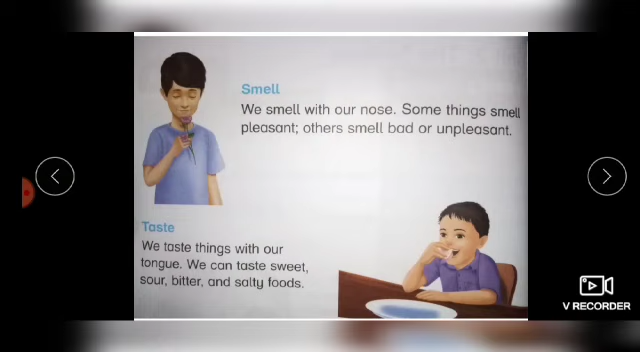 Smell
We smell with our nose. Some things smell
pleasant; others smell bad or unpleasant.
Taste
We taste things with our
tongue. We can taste sweet,
sour, bitter, and salty foods.
V RECORDER